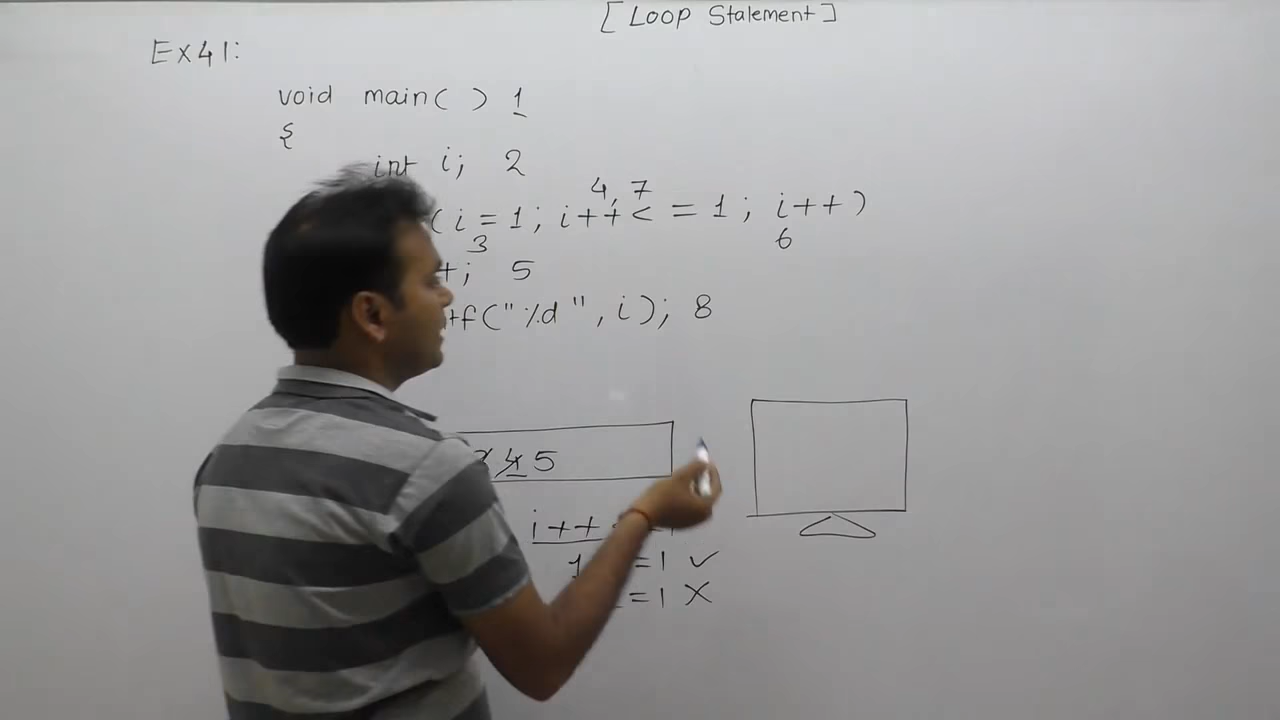 [Loop Statement]
Ex41:
void main( ) 1
{
int i; 2
4, 7
(i = 1; i++ < = 1; i++)
3 6
+; 5
tf("%d", i); 8
4 5
i++
1 =1 ✓
=1 X